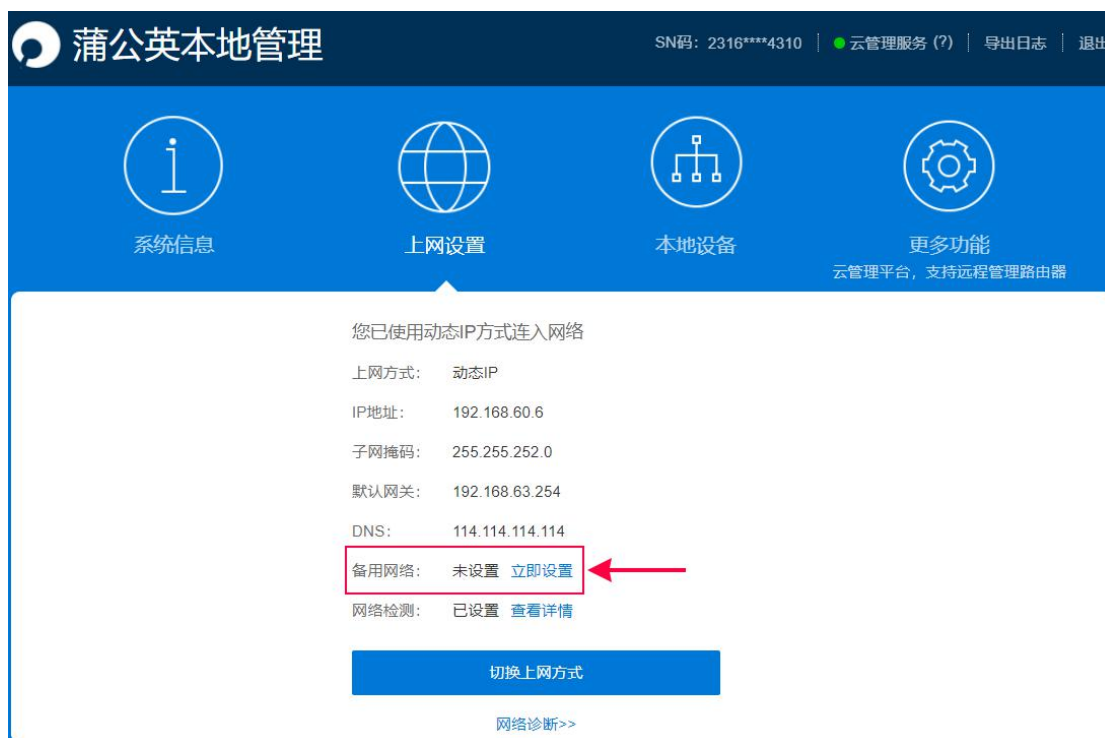 蒲公英本地管理
SN码：2316****4310
云管理服务 (?)
导出日志
退出
系统信息
上网设置
本地设备
更多功能
云管理平台，支持远程管理路由器
您已使用动态IP方式连入网络
上网方式： 动态IP
IP地址： 192.168.60.6
子网掩码： 255.255.252.0
默认网关： 192.168.63.254
DNS： 114.114.114.114
备用网络： 未设置 立即设置
网络检测： 已设置 查看详情
切换上网方式
网络诊断>>